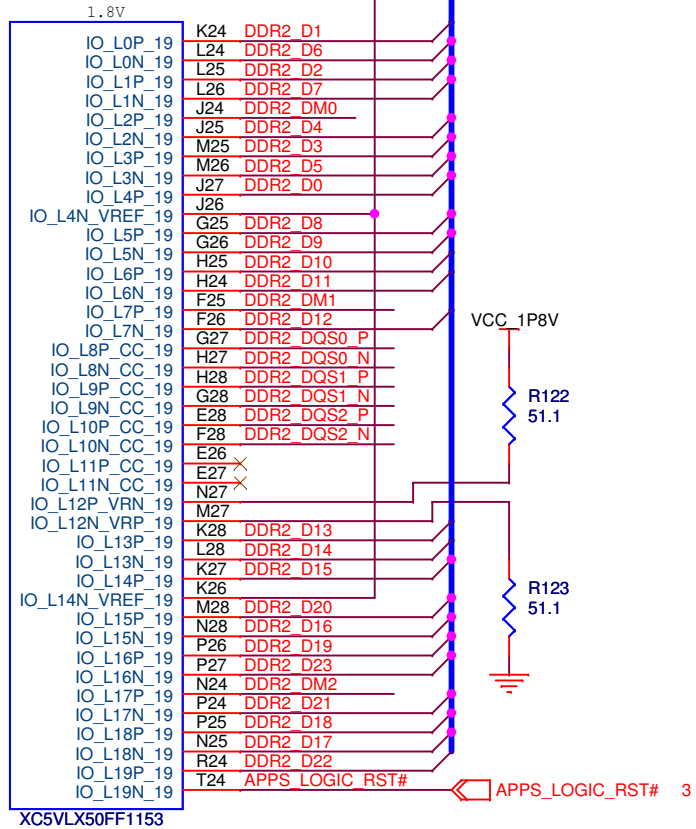 1.8V
IO_L0P_19 K24 DDR2_D1
IO_L0N_19 L24 DDR2_D6
IO_L1P_19 L25 DDR2_D2
IO_L1N_19 L26 DDR2_D7
IO_L2P_19 J24 DDR2_DM0
IO_L2N_19 J25 DDR2_D4
IO_L3P_19 M25 DDR2_D3
IO_L3N_19 M26 DDR2_D5
IO_L4P_19 J27 DDR2_D0
IO_L4N_VREF_19 J26
IO_L5P_19 G25 DDR2_D8
IO_L5N_19 G26 DDR2_D9
IO_L6P_19 H25 DDR2_D10
IO_L6N_19 H24 DDR2_D11
IO_L7P_19 F25 DDR2_DM1
IO_L7N_19 F26 DDR2_D12
VCC_1P8V
IO_L8P_CC_19 G27 DDR2_DQS0_P
IO_L8N_CC_19 H27 DDR2_DQS0_N
IO_L9P_CC_19 H28 DDR2_DQS1_P
IO_L9N_CC_19 G28 DDR2_DQS1_N
R122
51.1
IO_L10P_CC_19 E28 DDR2_DQS2_P
IO_L10N_CC_19 F28 DDR2_DQS2_N
IO_L11P_CC_19 E26
IO_L11N_CC_19 E27
IO_L12P_VRN_19 N27
IO_L12N_VRP_19 M27
IO_L13P_19 K28 DDR2_D13
IO_L13N_19 L28 DDR2_D14
IO_L14P_19 K27 DDR2_D15
IO_L14N_VREF_19 K26
R123
51.1
IO_L15P_19 M28 DDR2_D20
IO_L15N_19 N28 DDR2_D16
IO_L16P_19 P26 DDR2_D19
IO_L16N_19 P27 DDR2_D23
IO_L17P_19 N24 DDR2_DM2
IO_L17N_19 P24 DDR2_D21
IO_L18P_19 P25 DDR2_D18
IO_L18N_19 N25 DDR2_D17
IO_L19P_19 R24 DDR2_D22
IO_L19N_19 T24 APPS_LOGIC_RST# APPS_LOGIC_RST# 3
XC5VLX50FF1153